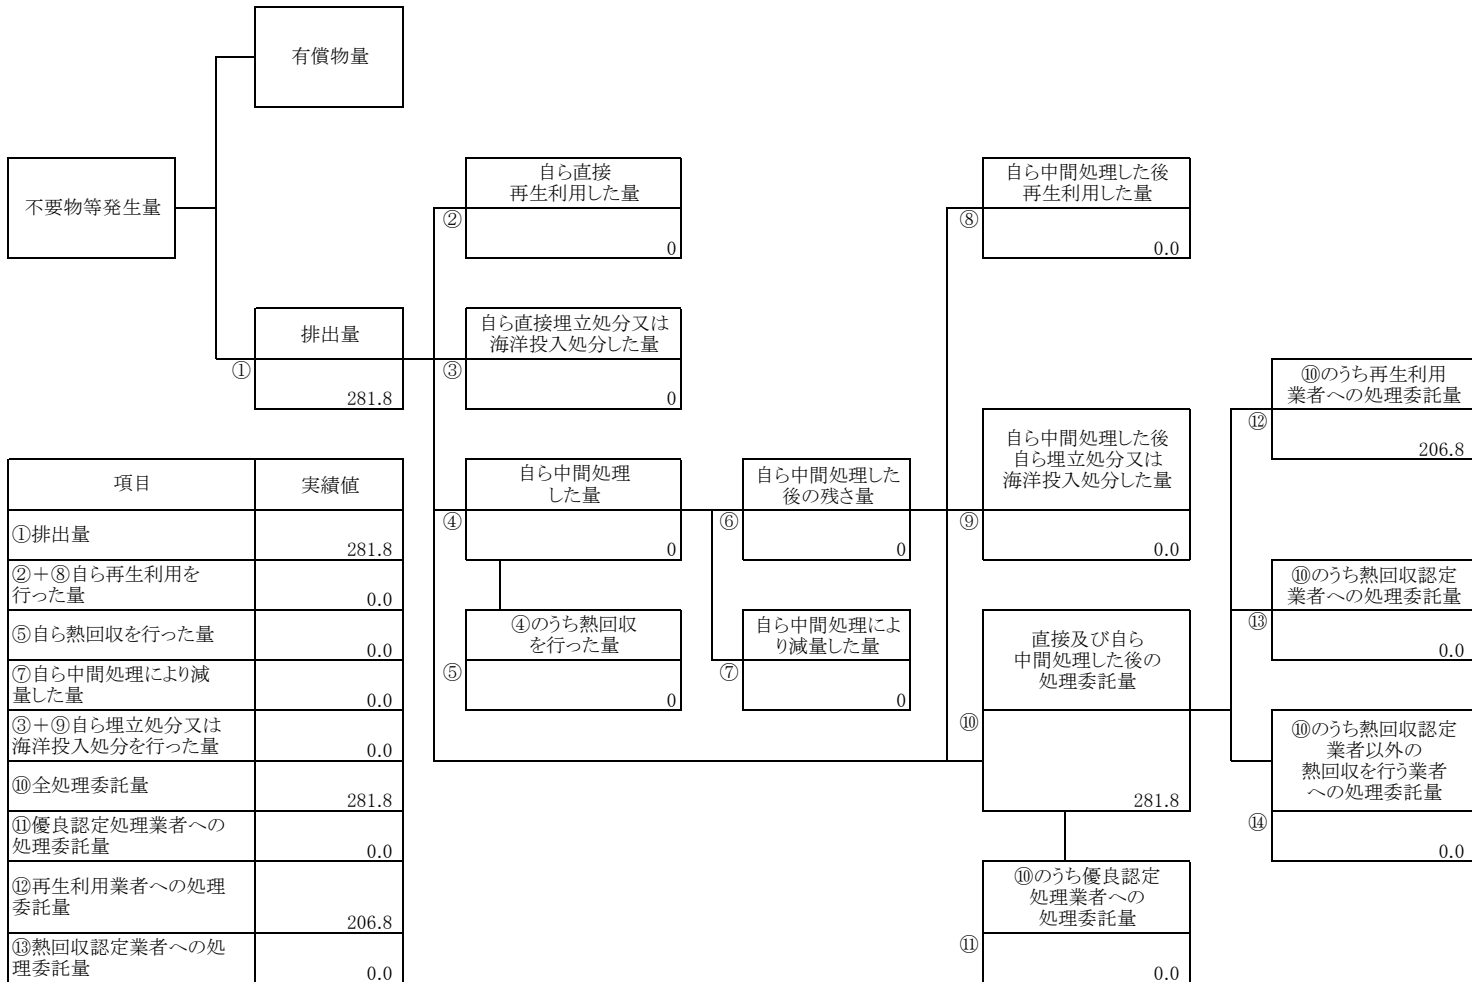 有償物量
不要物等発生量
自ら直接
再生利用した量
②
0
自ら中間処理した後
再生利用した量
⑧
0.0
排出量
①
281.8
自ら直接埋立処分又は
海洋投入処分した量
③
0
⑩のうち再生利用
業者への処理委託量
⑫
206.8
自ら中間処理
した量
④
0
自ら中間処理した
後の残さ量
⑥
0
自ら中間処理した後
自ら埋立処分又は
海洋投入処分した量
⑨
0.0
⑩のうち熱回収認定
業者への処理委託量
⑬
0.0
④のうち熱回収
を行った量
⑤
0
自ら中間処理によ
り減量した量
⑦
0
直接及び自ら
中間処理した後の
処理委託量
⑩
281.8
⑩のうち熱回収認定
業者以外の
熱回収を行う業者
への処理委託量
⑭
0.0
⑩のうち優良認定
処理業者への
処理委託量
⑪
0.0
項目 実績値
①排出量
281.8
②+⑧自ら再生利用を
行った量
0.0
⑤自ら熱回収を行った量
0.0
⑦自ら中間処理により減
量した量
0.0
③+⑨自ら埋立処分又は
海洋投入処分を行った量
0.0
⑩全処理委託量
281.8
⑪優良認定処理業者への
処理委託量
0.0
⑫再生利用業者への処理
委託量
206.8
⑬熱回収認定業者への処
理委託量
0.0